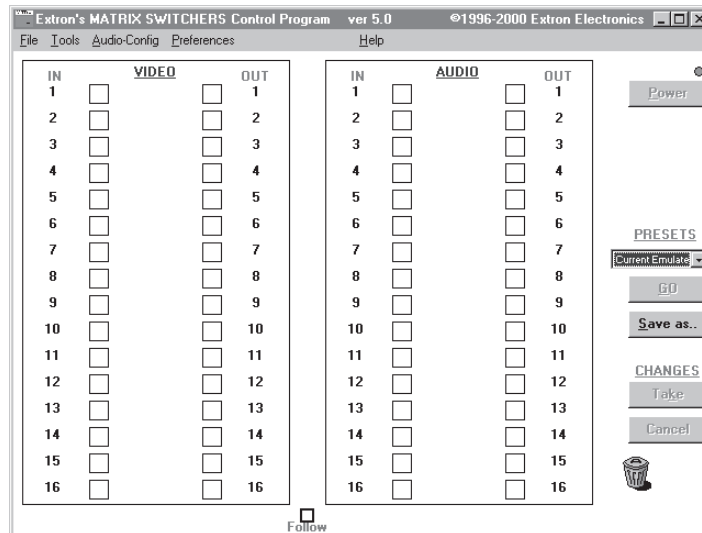 Extron's MATRIX SWITCHERS Control Program ver 5.0 ©1996-2000 Extron Electronics
File Tools Audio-Config Preferences Help
VIDEO
IN OUT
1 1
2 2
3 3
4 4
5 5
6 6
7 7
8 8
9 9
10 10
11 11
12 12
13 13
14 14
15 15
16 16
AUDIO
IN OUT
1 1
2 2
3 3
4 4
5 5
6 6
7 7
8 8
9 9
10 10
11 11
12 12
13 13
14 14
15 15
16 16
Follow
Power
PRESETS
Current Emulate
GO
Save as..
CHANGES
Take
Cancel